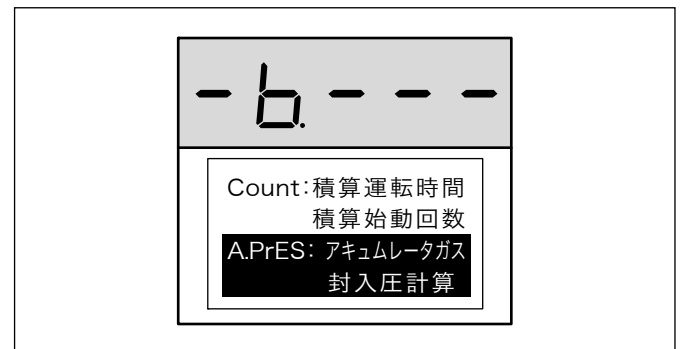 -b.---
Count:積算運転時間
積算始動回数
A.PrES:アキュムレータガス
封入圧計算